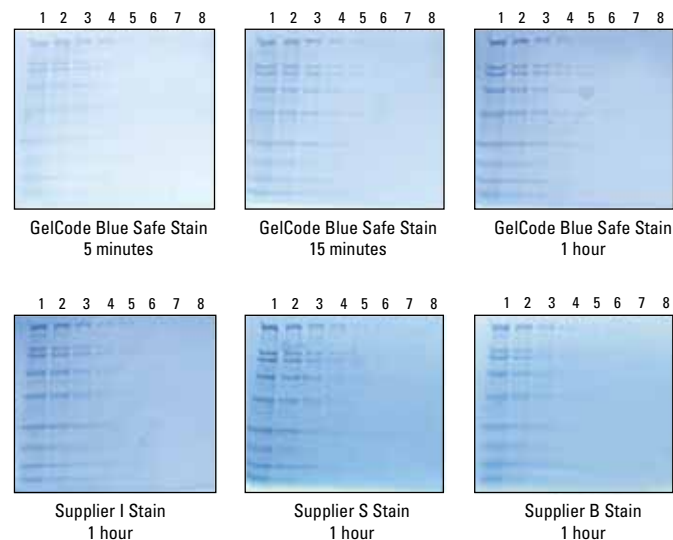 1 2 3 4 5 6 7 8
1 2 3 4 5 6 7 8
1 2 3 4 5 6 7 8
GelCode Blue Safe Stain
5 minutes
GelCode Blue Safe Stain
15 minutes
GelCode Blue Safe Stain
1 hour
1 2 3 4 5 6 7 8
1 2 3 4 5 6 7 8
1 2 3 4 5 6 7 8
Supplier I Stain
1 hour
Supplier S Stain
1 hour
Supplier B Stain
1 hour